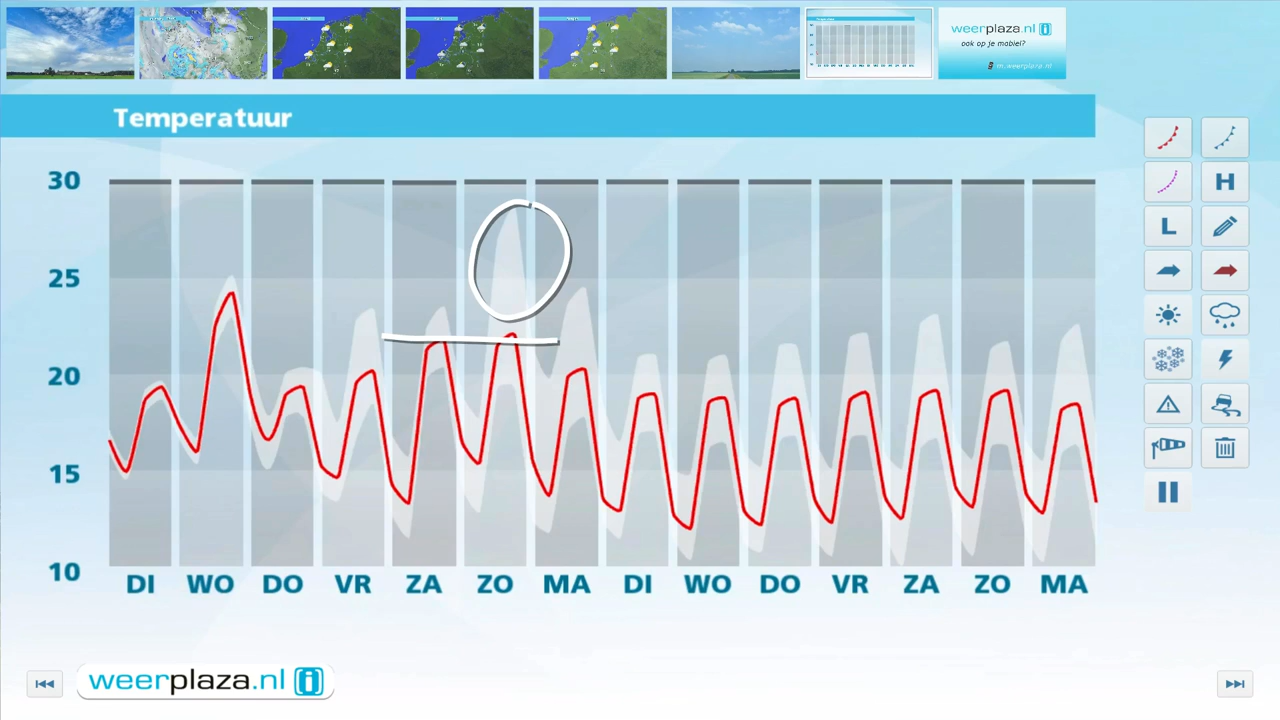 weerplaza.nl i
ook op je mobiel?
m.weerplaza.nl
Temperatuur
30
25
20
15
10
DI WO DO VR ZA ZO MA DI WO DO VR ZA ZO MA
H
L
weerplaza.nl i